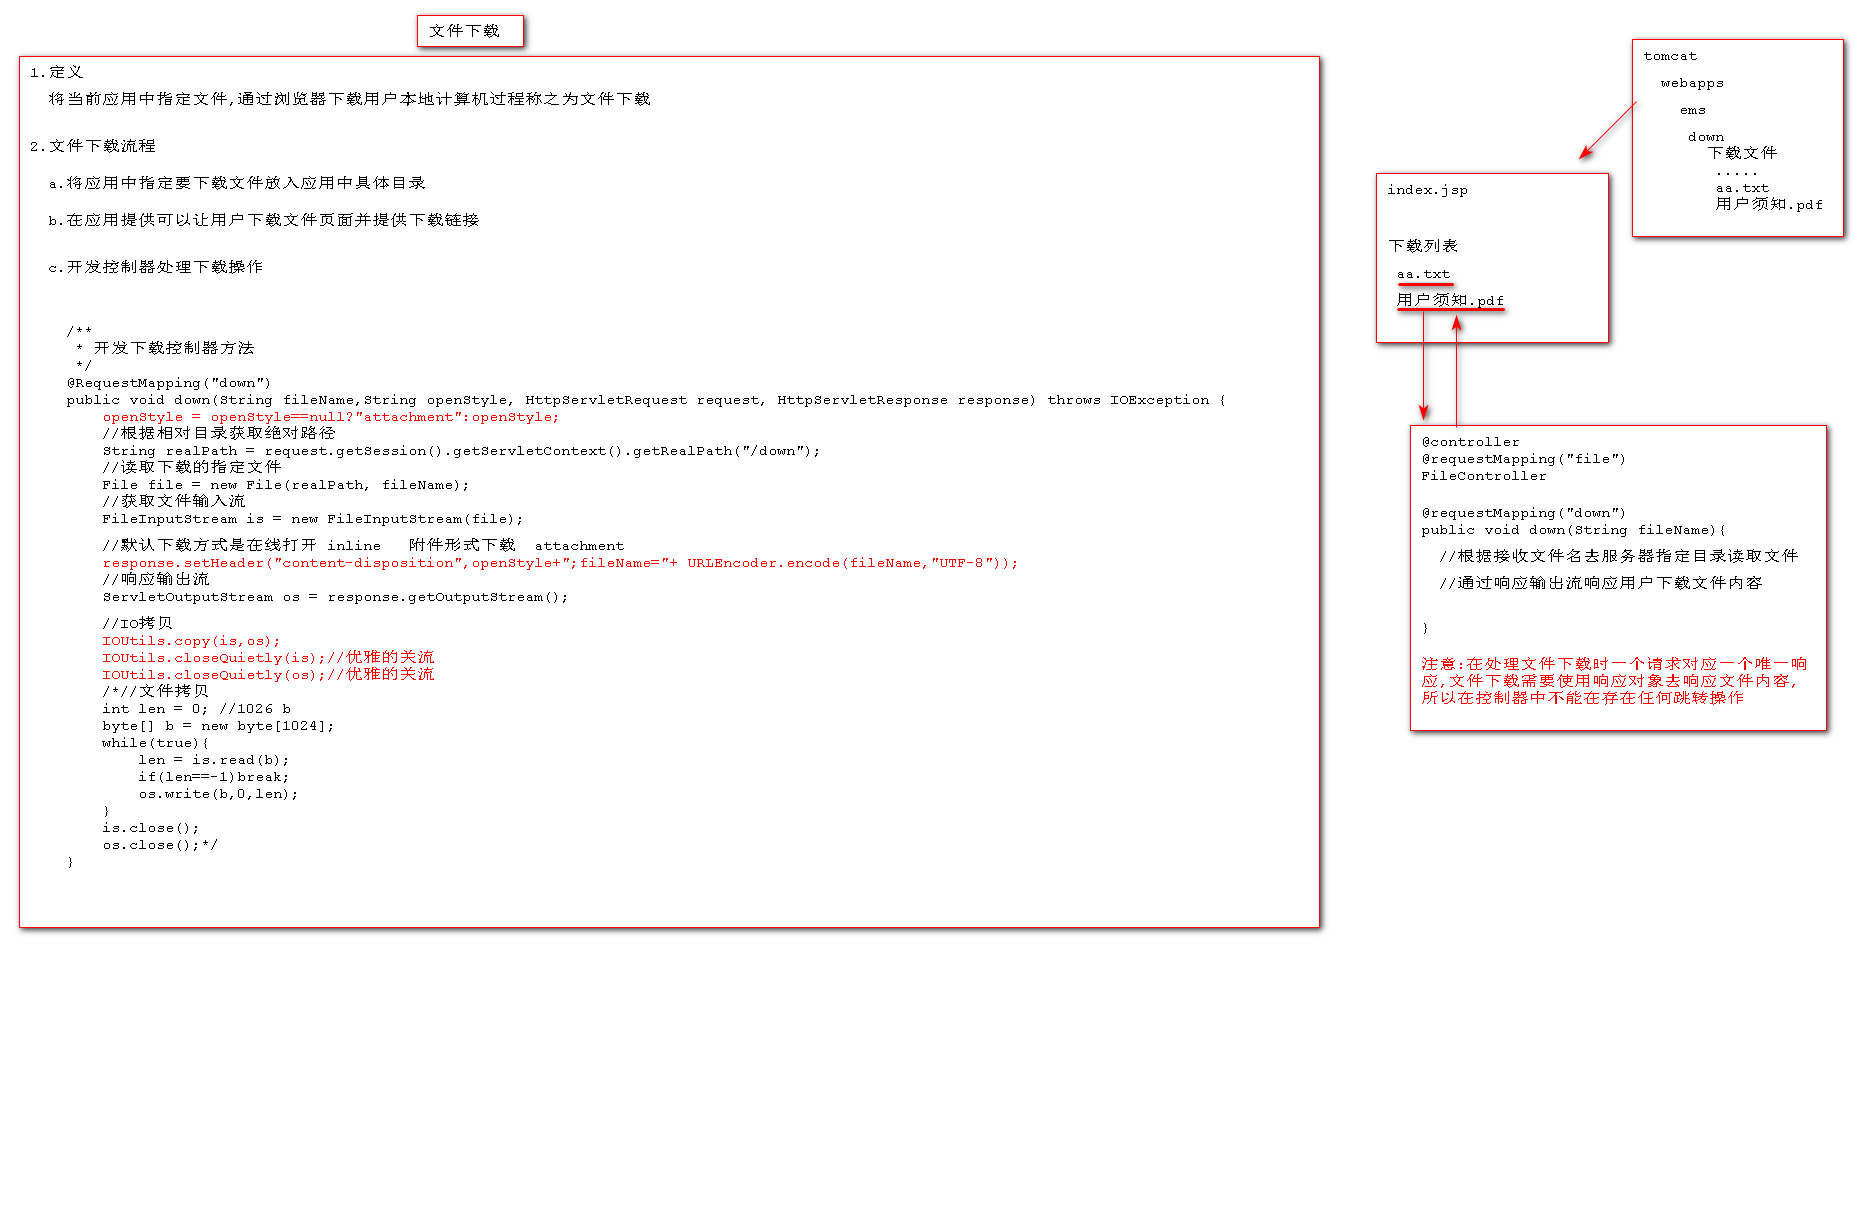 文件下载
1.定义
将当前应用中指定文件,通过浏览器下载用户本地计算机过程称之为文件下载
2.文件下载流程
a.将应用中指定要下载文件放入应用中具体目录
b.在应用提供可以让用户下载文件页面并提供下载链接
c.开发控制器处理下载操作
/**
* 开发下载控制器方法
*/
@RequestMapping("down")
public void down(String fileName,String openStyle, HttpServletRequest request, HttpServletResponse response) throws IOException {
openStyle = openStyle==null?"attachment":openStyle;
//根据相对目录获取绝对路径
String realPath = request.getSession().getServletContext().getRealPath("/down");
//读取下载的指定文件
File file = new File(realPath, fileName);
//获取文件输入流
FileInputStream is = new FileInputStream(file);
//默认下载方式是在线打开 inline   附件形式下载  attachment
response.setHeader("content-disposition",openStyle+";fileName="+ URLEncoder.encode(fileName,"UTF-8"));
//响应输出流
ServletOutputStream os = response.getOutputStream();
//IO拷贝
IOUtils.copy(is,os);
IOUtils.closeQuietly(is);//优雅的关流
IOUtils.closeQuietly(os);//优雅的关流
/*//文件拷贝
int len = 0; //1026 b
byte[] b = new byte[1024];
while(true){
len = is.read(b);
if(len==-1)break;
os.write(b,0,len);
}
is.close();
os.close();*/
}
tomcat
webapps
ems
down
下载文件
.....
aa.txt
用户须知.pdf
index.jsp
下载列表
aa.txt
用户须知.pdf
@controller
@requestMapping("file")
FileController
@requestMapping("down")
public void down(String fileName){
//根据接收文件名去服务器指定目录读取文件
//通过响应输出流响应用户下载文件内容
}
注意:在处理文件下载时一个请求对应一个唯一响
应,文件下载需要使用响应对象去响应文件内容,
所以在控制器中不能在存在任何跳转操作